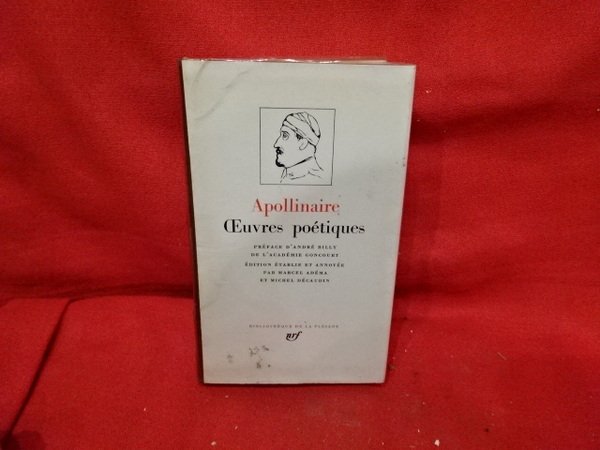 Apollinaire
Œuvres poétiques
PRÉFACE D'ANDRÉ BILLY
DE L'ACADÉMIE GONCOURT
ÉDITION ÉTABLIE ET ANNOTÉE
PAR MARCEL ADÉMA
ET MICHEL DÉCAUDIN
BIBLIOTHÈQUE DE LA PLÉIADE
nrf